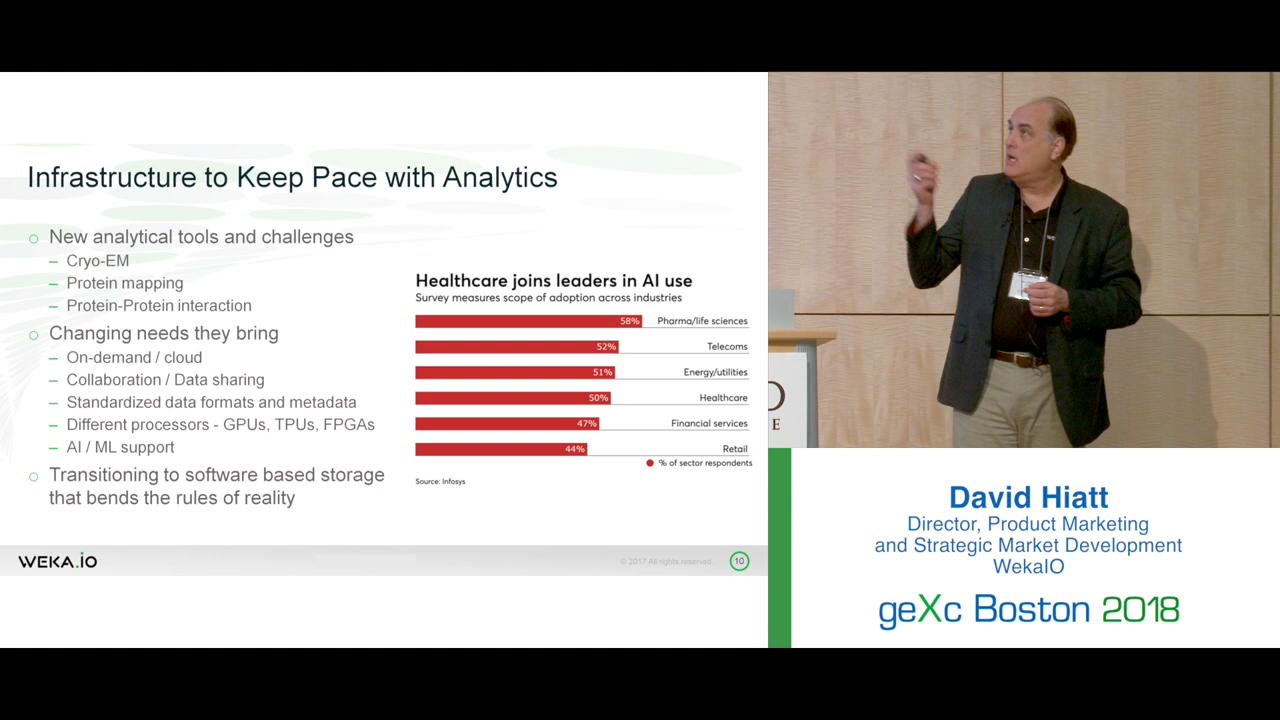 Infrastructure to Keep Pace with Analytics
New analytical tools and challenges
– Cryo-EM
– Protein mapping
– Protein-Protein interaction
Changing needs they bring
– On-demand / cloud
– Collaboration / Data sharing
– Standardized data formats and metadata
– Different processors - GPUs, TPUs, FPGAs
– AI / ML support
Transitioning to software based storage
that bends the rules of reality
Healthcare joins leaders in AI use
Survey measures scope of adoption across industries
58% Pharma/life sciences
52% Telecoms
51% Energy/utilities
50% Healthcare
47% Financial services
44% Retail
% of sector respondents
Source: Infosys
WEKA.iO
© 2017 All rights reserved.
10
O
E
David Hiatt
Director, Product Marketing
and Strategic Market Development
WekaIO
geXc Boston 2018